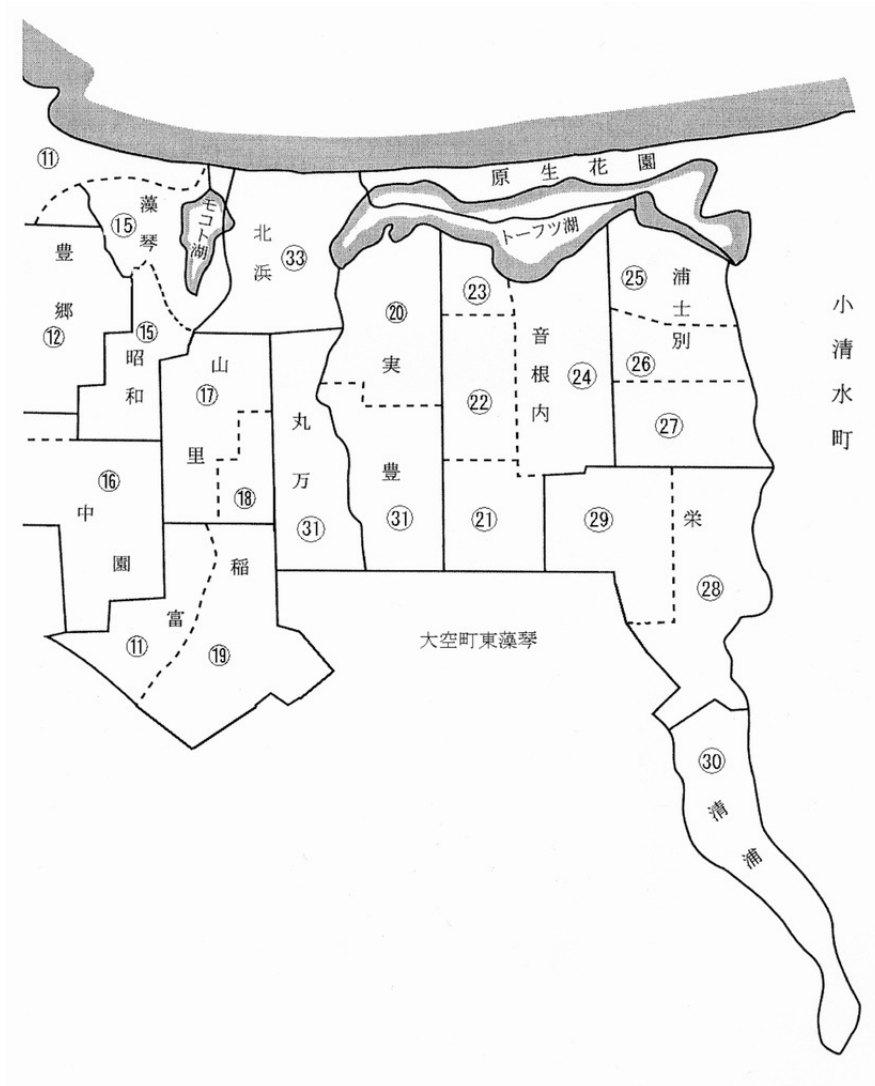 原生花園
⑪
藻琴
⑮
モコト湖
北浜
㉝
トーフツ湖
豊郷
⑫
⑮
昭和
山里
⑰
⑱
丸万
㉛
⑳
実豊
㉛
㉓
㉒
㉑
音根内
㉔
㉕
浦士別
㉖
㉗
小清水町
⑯
中園
稲富
⑪
⑲
㉙
栄
㉘
大空町東藻琴
㉚
清浦